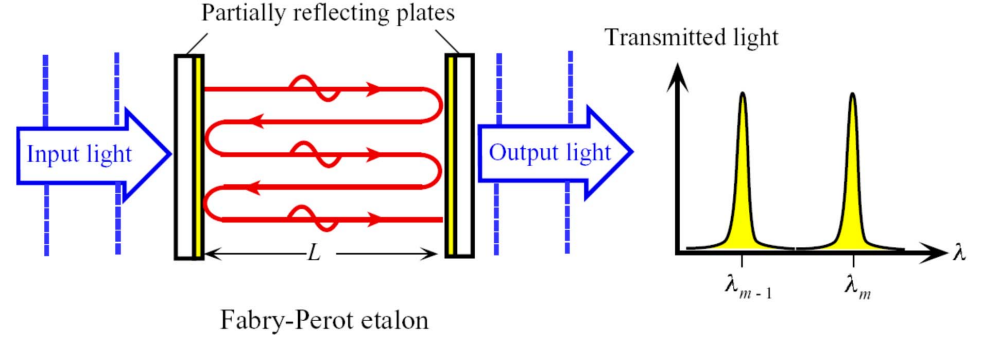 Partially reflecting plates
Transmitted light
Input light
Output light
L
λ
λm - 1
λm
Fabry-Perot etalon